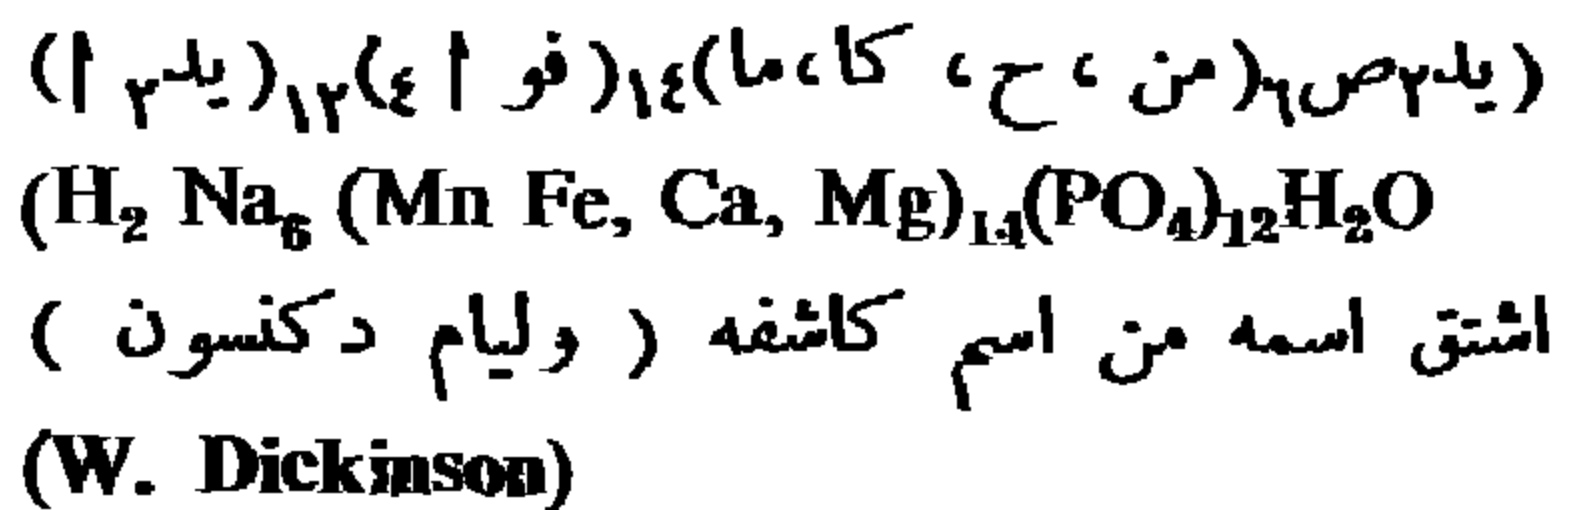 (يد٢ص٦(من ، ح، كا،ما)١٤(فو أ ٤)١٢(يد٢ أ)
(H₂ Na₆ (Mn Fe, Ca, Mg)₁₄(PO₄)₁₂H₂O
اشتق اسمه من اسم كاشفه ( وليام دكنسون )
(W. Dickinson)